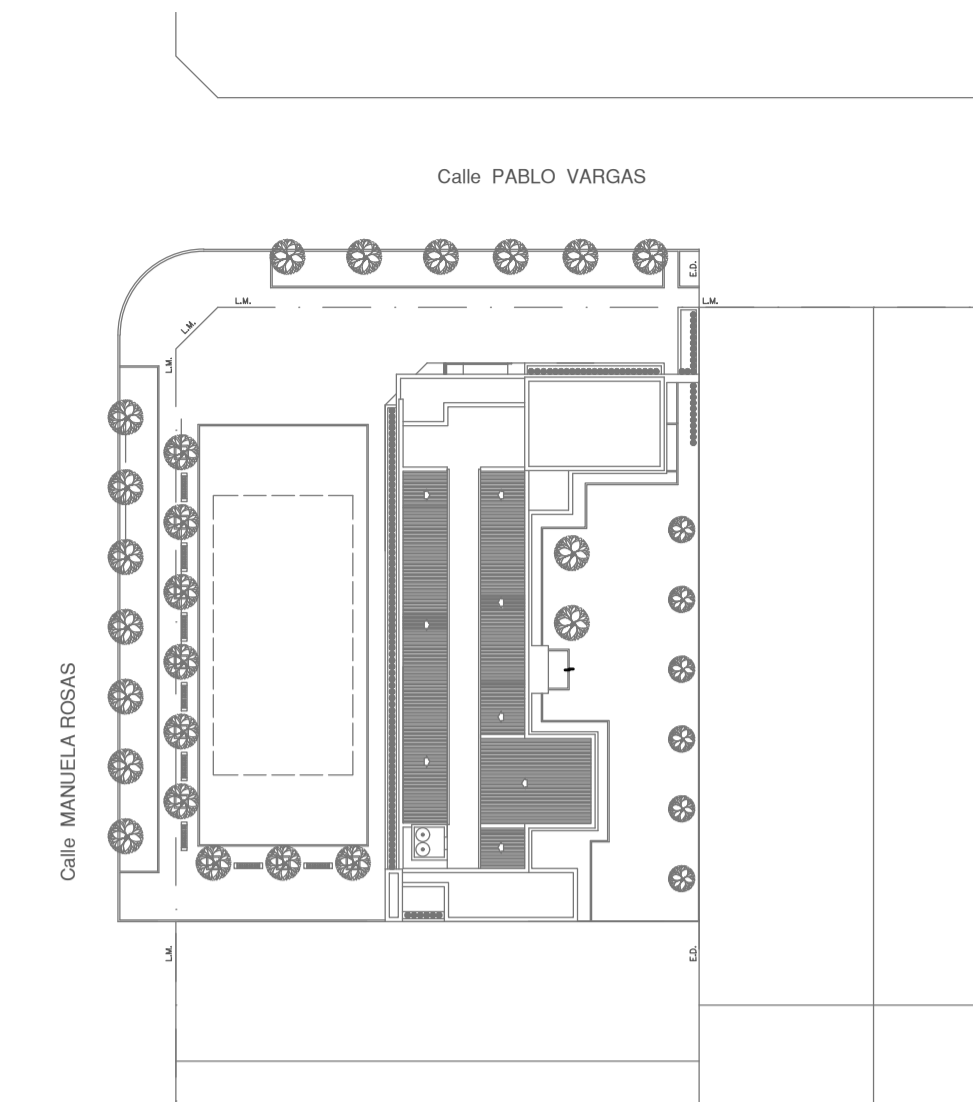 Calle PABLO VARGAS
E.D.
L.M.
L.M.
L.M.
L.M.
Calle MANUELA ROSAS
L.M.
E.D.